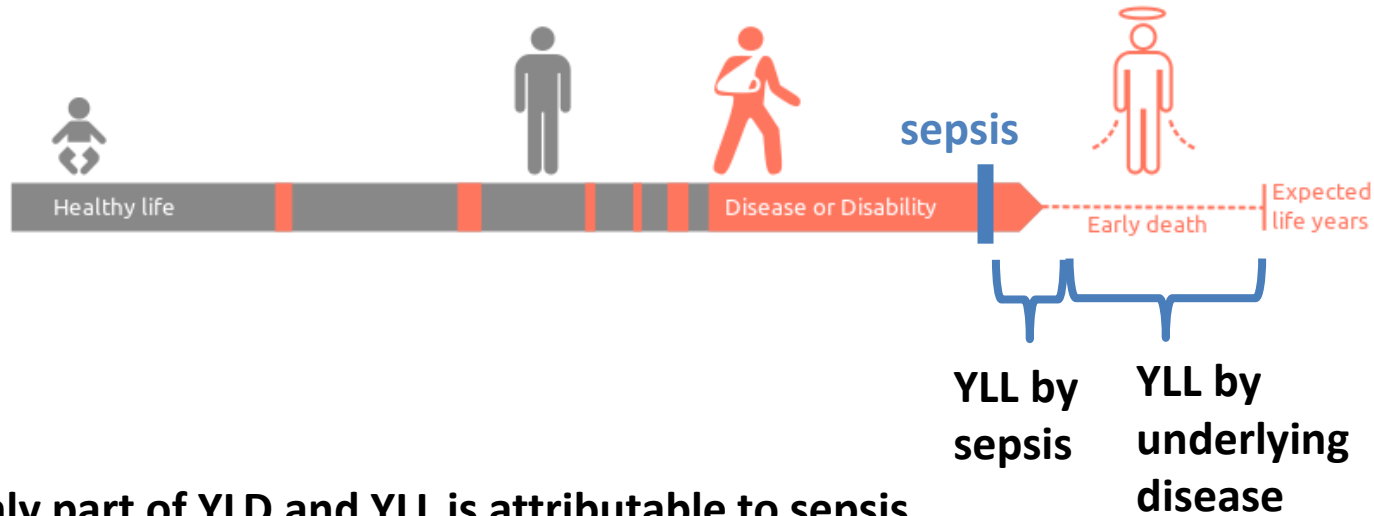 sepsis
Healthy life
Disease or Disability
Early death
Expected
life years
YLL by
sepsis
YLL by
underlying
disease
part of YLD and YLL is attributable to sepsis